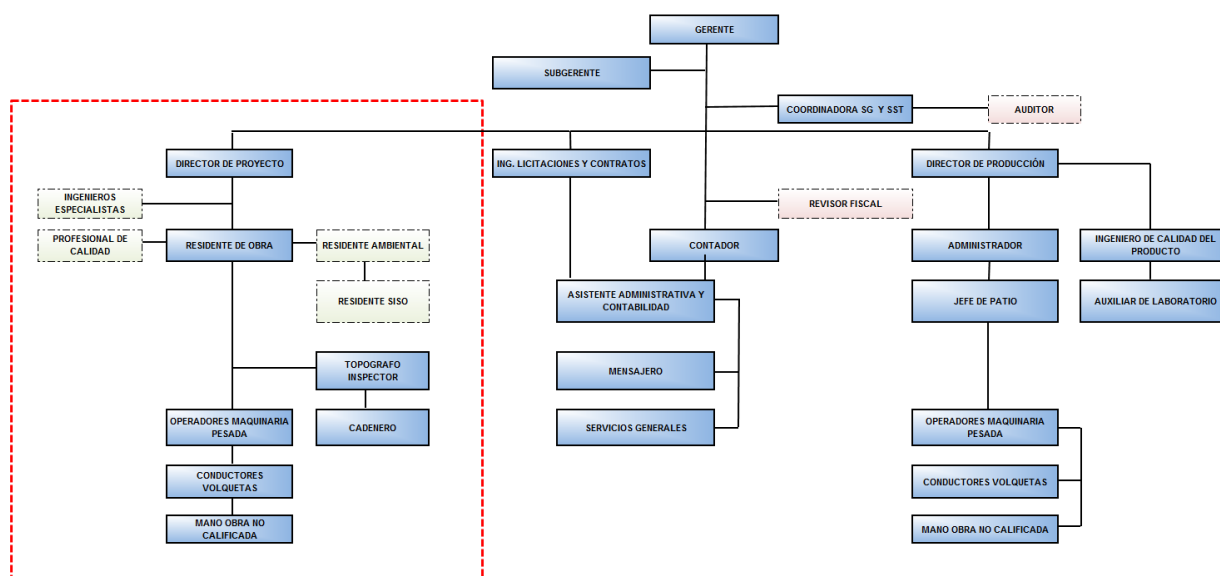 GERENTE
SUBGERENTE
COORDINADORA SG Y SST
AUDITOR
DIRECTOR DE PROYECTO
ING. LICITACIONES Y CONTRATOS
DIRECTOR DE PRODUCCIÓN
INGENIEROS
ESPECIALISTAS
REVISOR FISCAL
PROFESIONAL DE
CALIDAD
RESIDENTE DE OBRA
RESIDENTE AMBIENTAL
CONTADOR
ADMINISTRADOR
INGENIERO DE CALIDAD DEL
PRODUCTO
RESIDENTE SISO
ASISTENTE ADMINISTRATIVA Y
CONTABILIDAD
JEFE DE PATIO
AUXILIAR DE LABORATORIO
TOPOGRAFO
INSPECTOR
MENSAJERO
OPERADORES MAQUINARIA
PESADA
CADENERO
SERVICIOS GENERALES
OPERADORES MAQUINARIA
PESADA
CONDUCTORES
VOLQUETAS
CONDUCTORES VOLQUETAS
MANO OBRA NO
CALIFICADA
MANO OBRA NO CALIFICADA